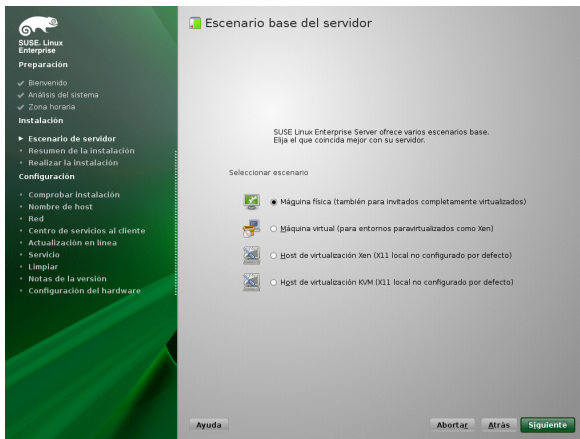 SUSE. Linux
Enterprise
Preparación
Bienvenido
Análisis del sistema
Zona horaria
Instalación
Escenario de servidor
Resumen de la instalación
Realizar la instalación
Configuración
Comprobar instalación
Nombre de host
Red
Centro de servicios al cliente
Actualización en línea
Servicio
Limpiar
Notas de la versión
Configuración del hardware
Escenario base del servidor
SUSE Linux Enterprise Server ofrece varios escenarios base.
Elija el que coincida mejor con su servidor.
Seleccionar escenario
Máquina física (también para invitados completamente virtualizados)
Máquina virtual (para entornos paravirtualizados como Xen)
Host de virtualización Xen (X11 local no configurado por defecto)
Host de virtualización KVM (X11 local no configurado por defecto)
Ayuda
Abortar
Atrás
Siguiente